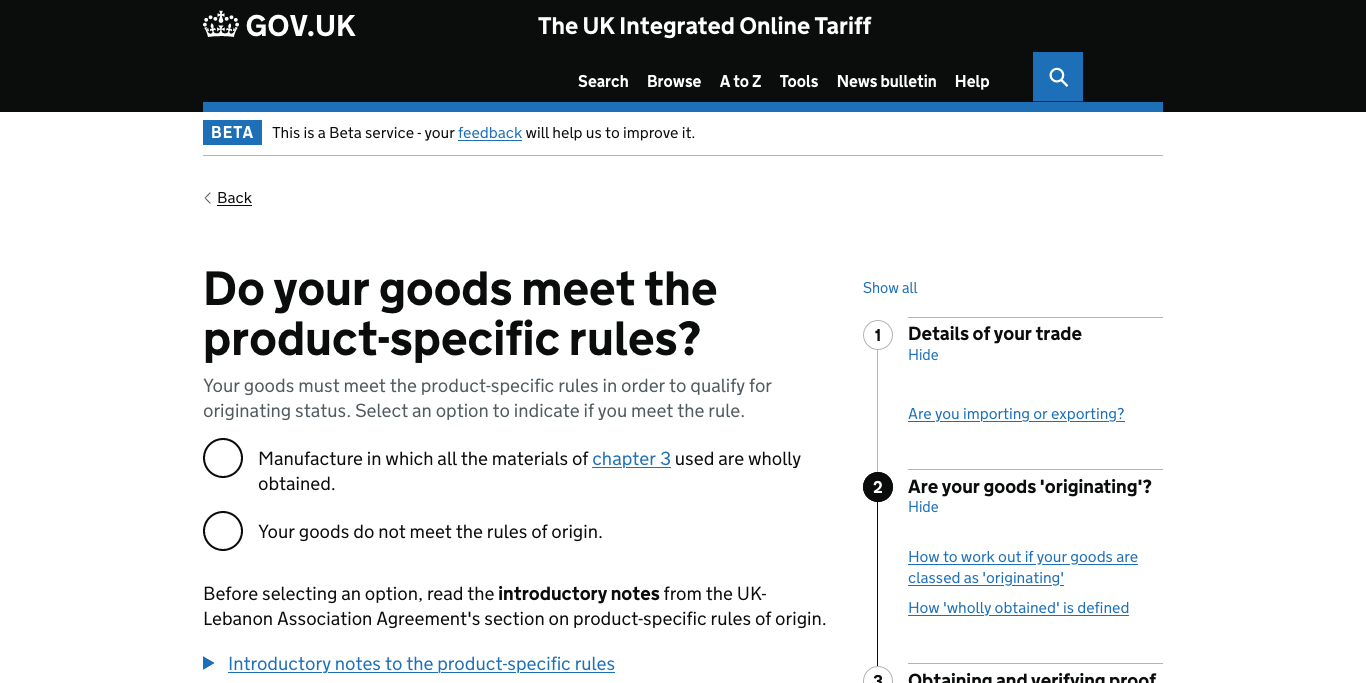 GOV.UK
The UK Integrated Online Tariff
Search Browse A to Z Tools News bulletin Help
BETA This is a Beta service - your feedback will help us to improve it.
Back
Do your goods meet the
product-specific rules?
Your goods must meet the product-specific rules in order to qualify for
originating status. Select an option to indicate if you meet the rule.
Manufacture in which all the materials of chapter 3 used are wholly
obtained.
Your goods do not meet the rules of origin.
Before selecting an option, read the introductory notes from the UK-
Lebanon Association Agreement's section on product-specific rules of origin.
Introductory notes to the product-specific rules
Show all
1 Details of your trade
Hide
Are you importing or exporting?
2 Are your goods 'originating'?
Hide
How to work out if your goods are
classed as 'originating'
How 'wholly obtained' is defined
3 Obtaining and verifying proof